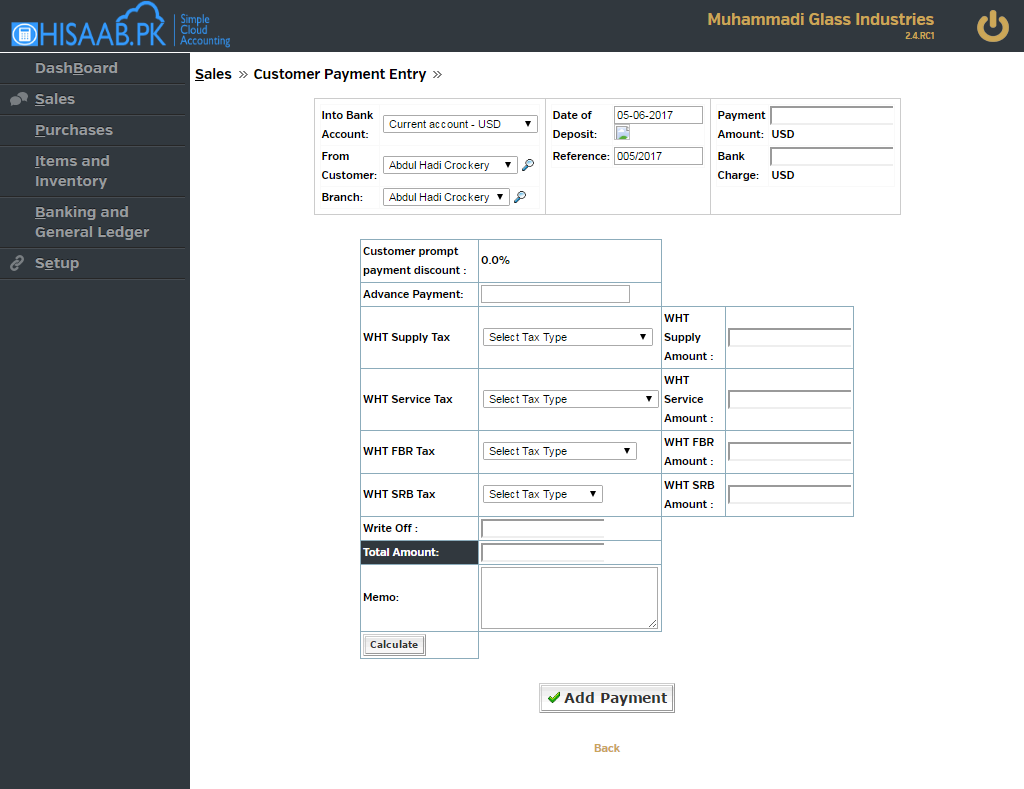 HISAAB.PK
Simple
Cloud
Accounting
Muhammadi Glass Industries
2.4.RC1
DashBoard
Sales
Purchases
Items and
Inventory
Banking and
General Ledger
Setup
Sales » Customer Payment Entry »
Into Bank
Account:
Current account - USD
From
Customer:
Abdul Hadi Crockery
Branch:
Abdul Hadi Crockery
Date of
Deposit:
05-06-2017
Reference:
005/2017
Payment
Amount:
USD
Bank
Charge:
USD
Customer prompt
payment discount :
0.0%
Advance Payment:
WHT Supply Tax
Select Tax Type
WHT
Supply
Amount :
WHT Service Tax
Select Tax Type
WHT
Service
Amount :
WHT FBR Tax
Select Tax Type
WHT FBR
Amount :
WHT SRB Tax
Select Tax Type
WHT SRB
Amount :
Write Off :
Total Amount:
Memo:
Calculate
Add Payment
Back